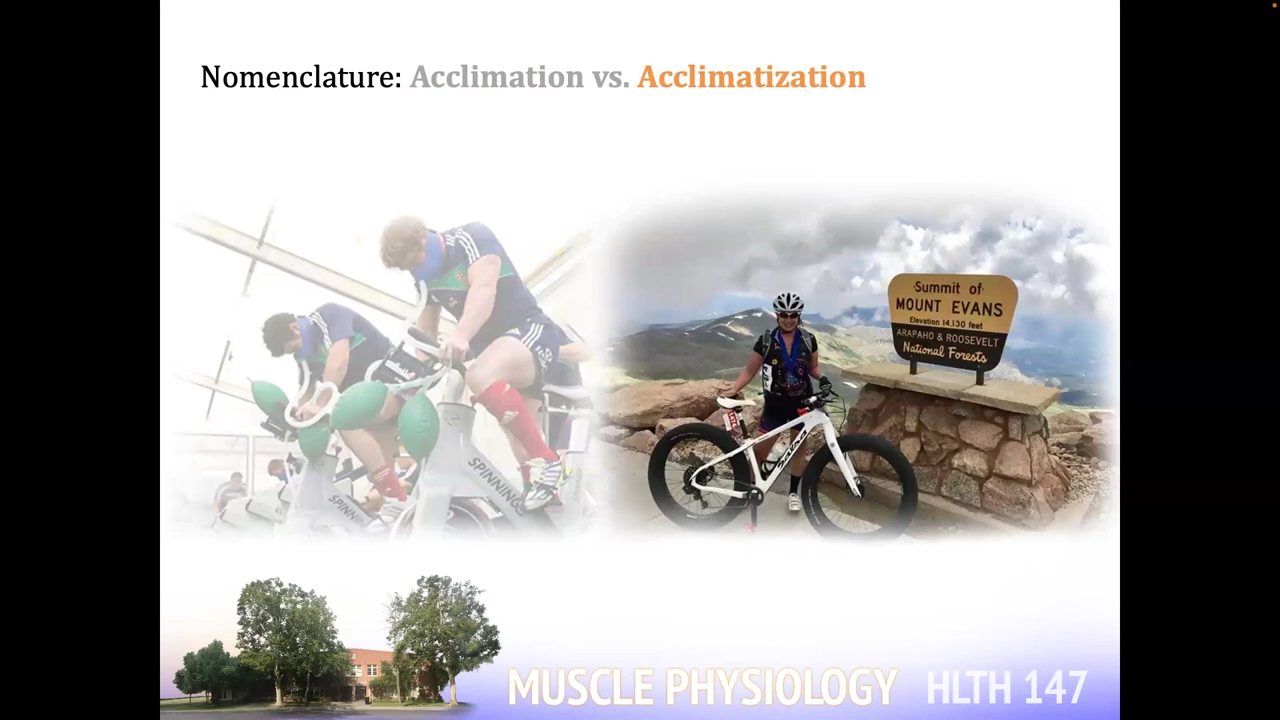 Nomenclature: Acclimation vs. Acclimatization
Summit of
MOUNT EVANS
Elevation 14,130 feet
ARAPAHO & ROOSEVELT
National Forests
SPINNING
SPINNING
MUSCLE PHYSIOLOGY HLTH 147